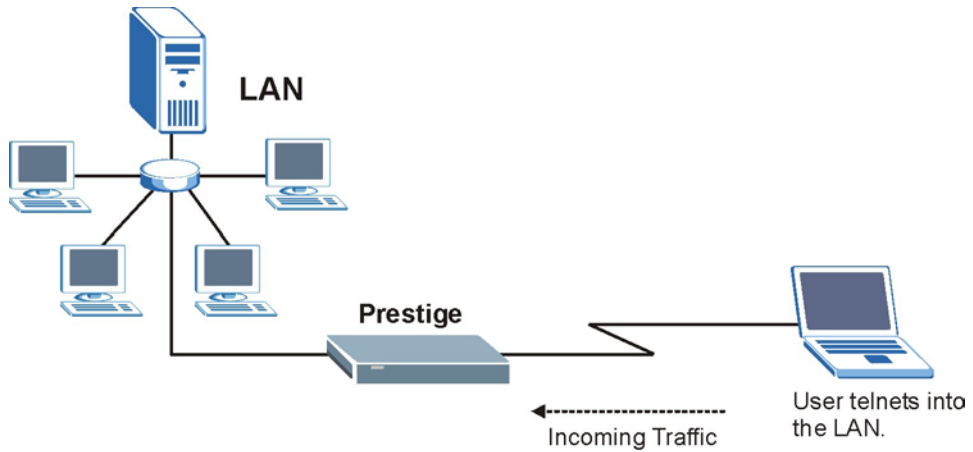 LAN
Prestige
User telnets into
the LAN.
Incoming Traffic